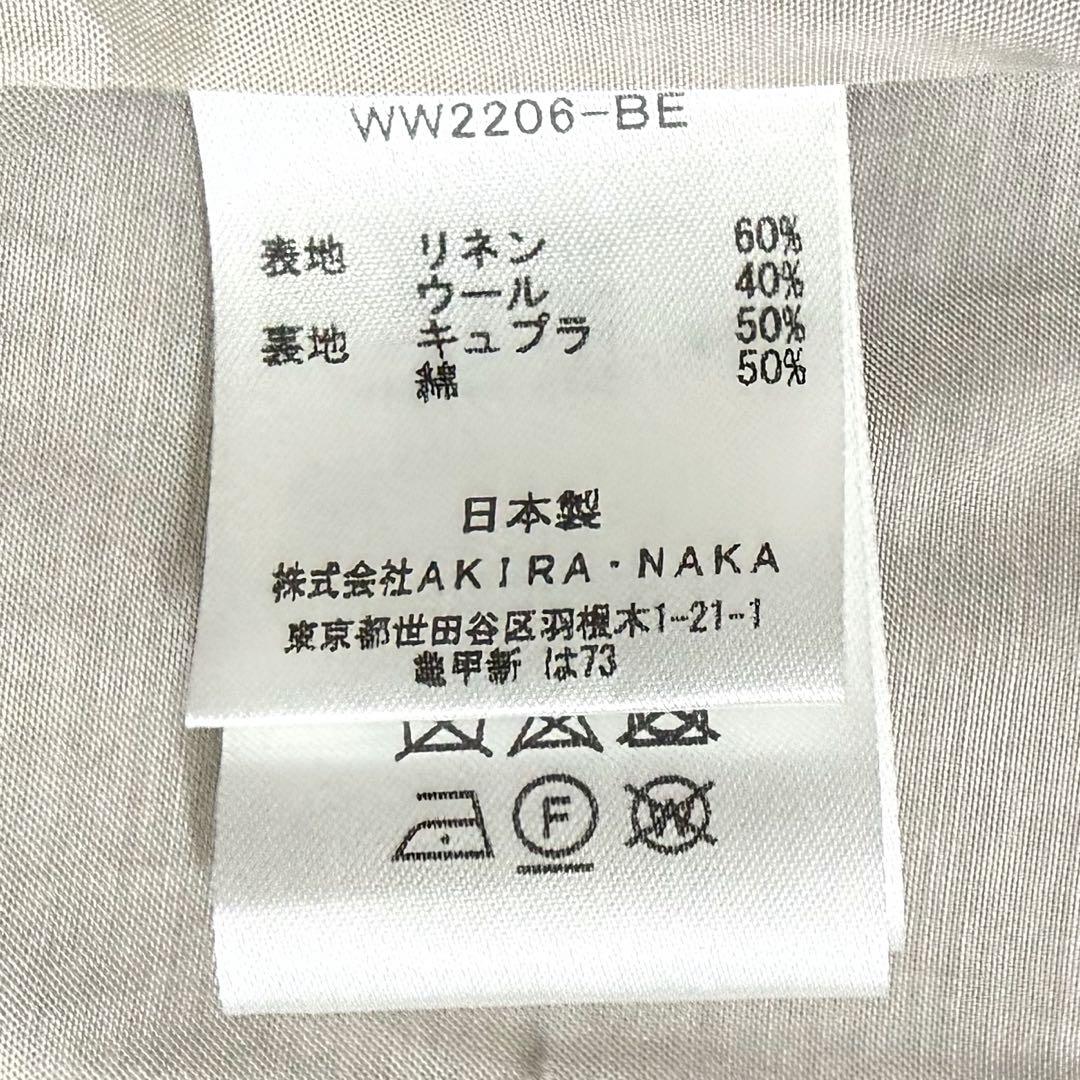 WW2206-BE
表地 リネン 60%
ウール 40%
裏地 キュプラ 50%
綿 50%
日本製
株式会社AKIRA・NAKA
東京都世田谷区羽根木1-21-1
亀甲新 は73
F W